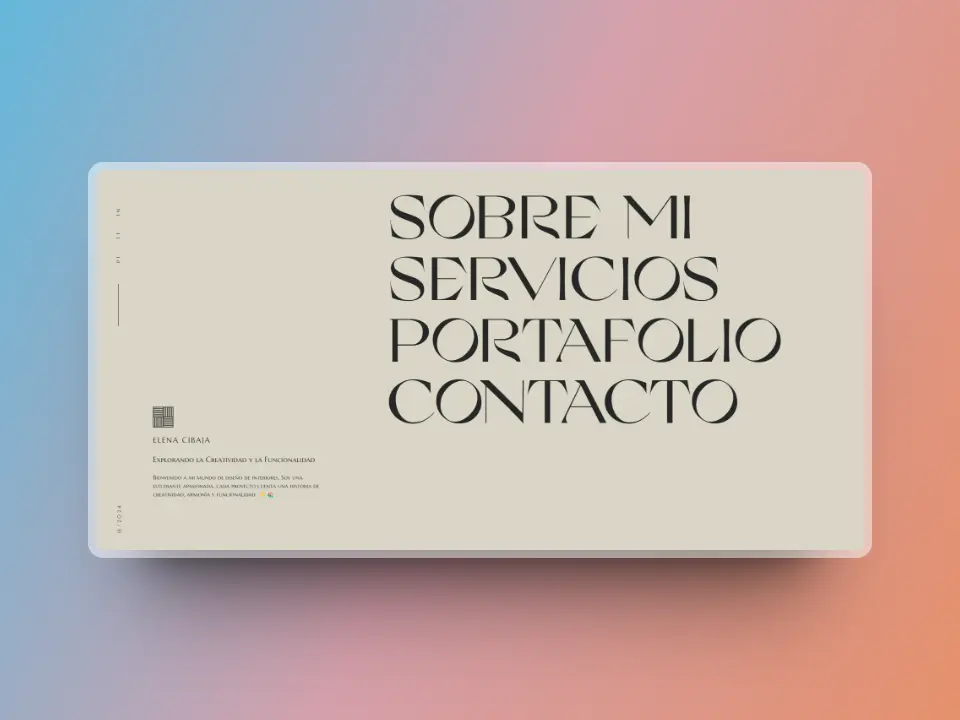 SOBRE MI
SERVICIOS
PORTAFOLIO
CONTACTO
ELENA CIBAJA
Explorando la Creatividad y la Funcionalidad
Bienvenido a mi mundo de diseño de interiores. Soy una
estudiante apasionada, cada proyecto cuenta una historia de
creatividad, armonía y funcionalidad.
© / 2024